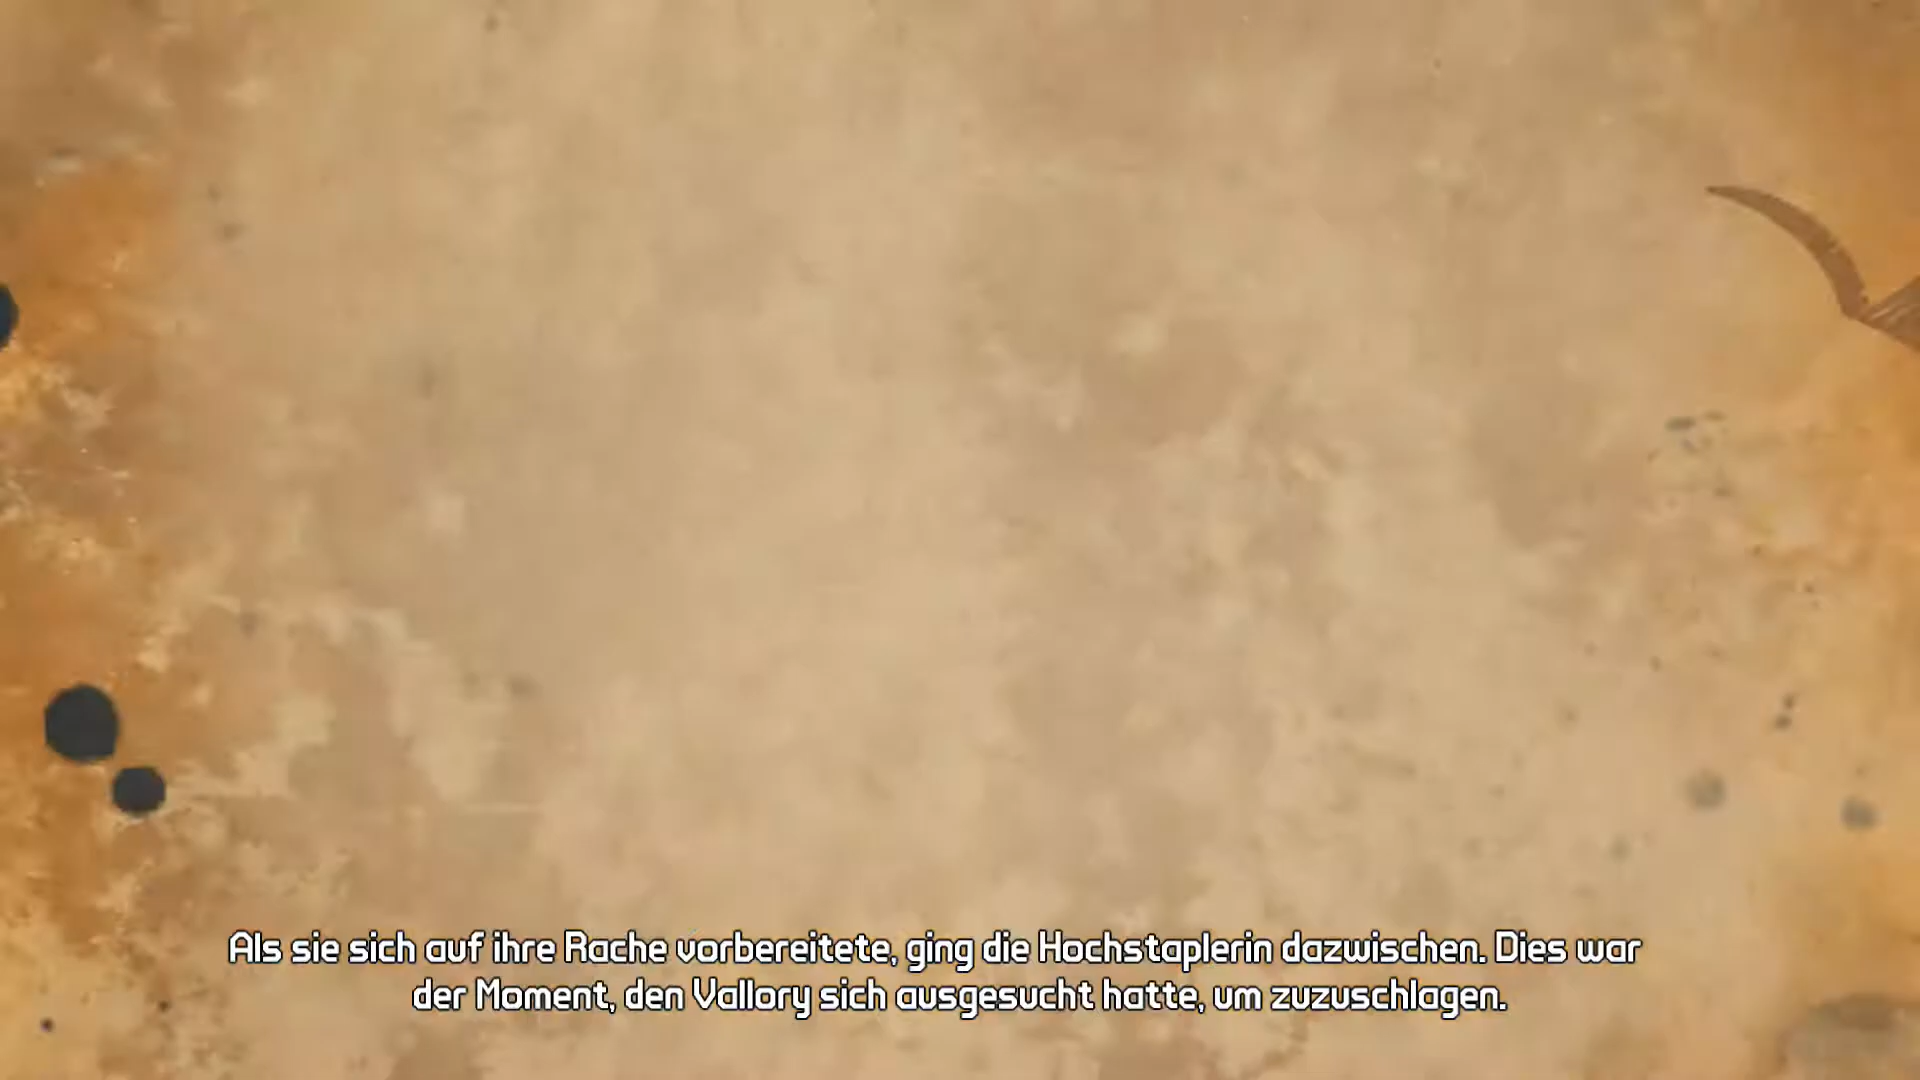 Als sie sich auf ihre Rache vorbereitete, ging die Hochstaplerin dazwischen. Dies war
der Moment, den Vallory sich ausgesucht hatte, um zuzuschlagen.